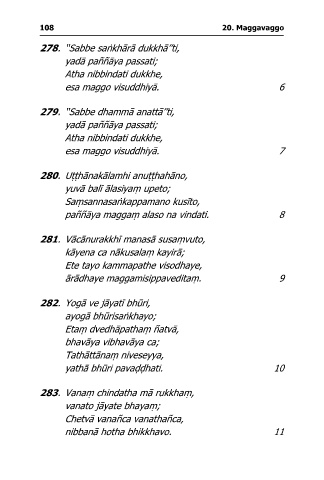 108 20. Maggavaggo
278. “Sabbe saṅkhārā dukkhā”ti,
yadā paññāya passati;
Atha nibbindati dukkhe,
esa maggo visuddhiyā. 6
279. “Sabbe dhammā anattā”ti,
yadā paññāya passati;
Atha nibbindati dukkhe,
esa maggo visuddhiyā. 7
280. Uṭṭhānakālamhi anuṭṭhahāno,
yuvā balī ālasiyaṃ upeto;
Saṃsannasaṅkappamano kusīto,
paññāya maggaṃ alaso na vindati. 8
281. Vācānurakkhī manasā susaṃvuto,
kāyena ca nākusalaṃ kayirā;
Ete tayo kammapathe visodhaye,
ārādhaye maggamisippaveditaṃ. 9
282. Yogā ve jāyatī bhūri,
ayogā bhūrisaṅkhayo;
Etaṃ dvedhāpathaṃ ñatvā,
bhavāya vibhavāya ca;
Tathāttānaṃ niveseyya,
yathā bhūri pavaḍḍhati. 10
283. Vanaṃ chindatha mā rukkhaṃ,
vanato jāyate bhayaṃ;
Chetvā vanañca vanathañca,
nibbanā hotha bhikkhavo. 11